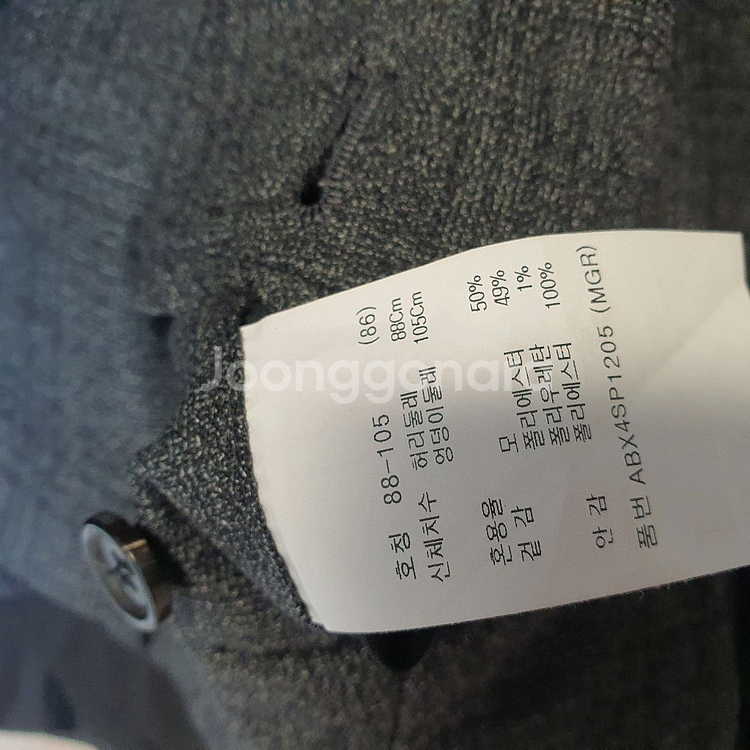 호칭 88-105 (86)
신체치수 허리둘레 88Cm
엉덩이둘레 105Cm
혼용율
겉감 모 50%
폴리에스터 49%
폴리우레탄 1%
안감 폴리에스터 100%
품번 ABX4SP1205 (MGR)
Joonggonara